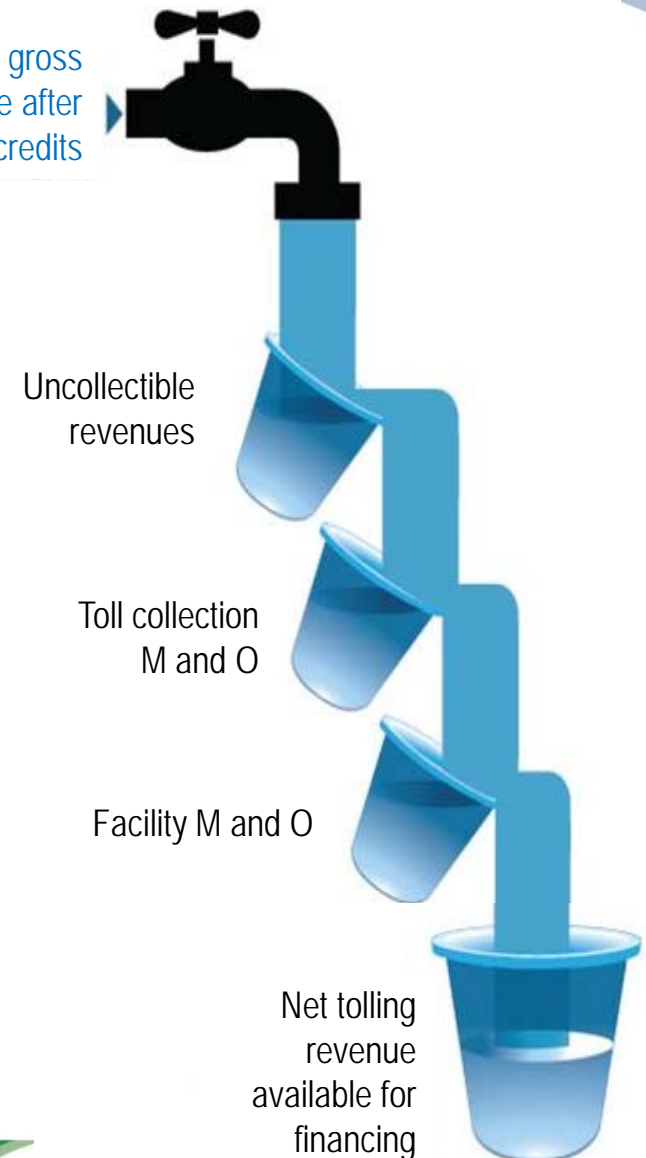 gross
e after
credits
Uncollectible
revenues
Toll collection
M and O
Facility M and O
Net tolling
revenue
available for
financing